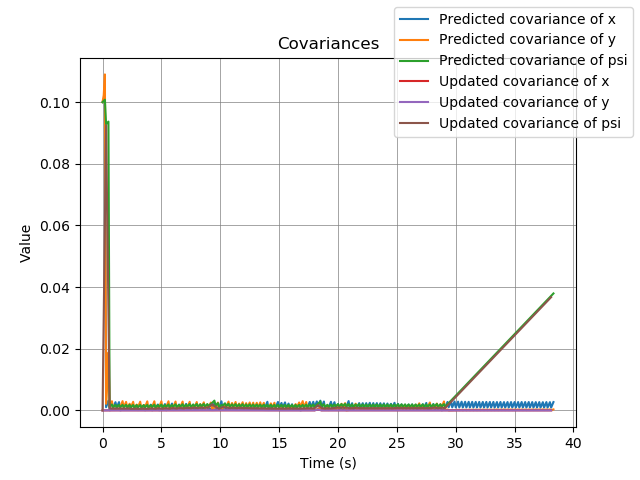 Covariances
Predicted covariance of x
Predicted covariance of y
Predicted covariance of psi
Updated covariance of x
Updated covariance of y
Updated covariance of psi
Value
0.10
0.08
0.06
0.04
0.02
0.00
0 5 10 15 20 25 30 35 40
Time (s)